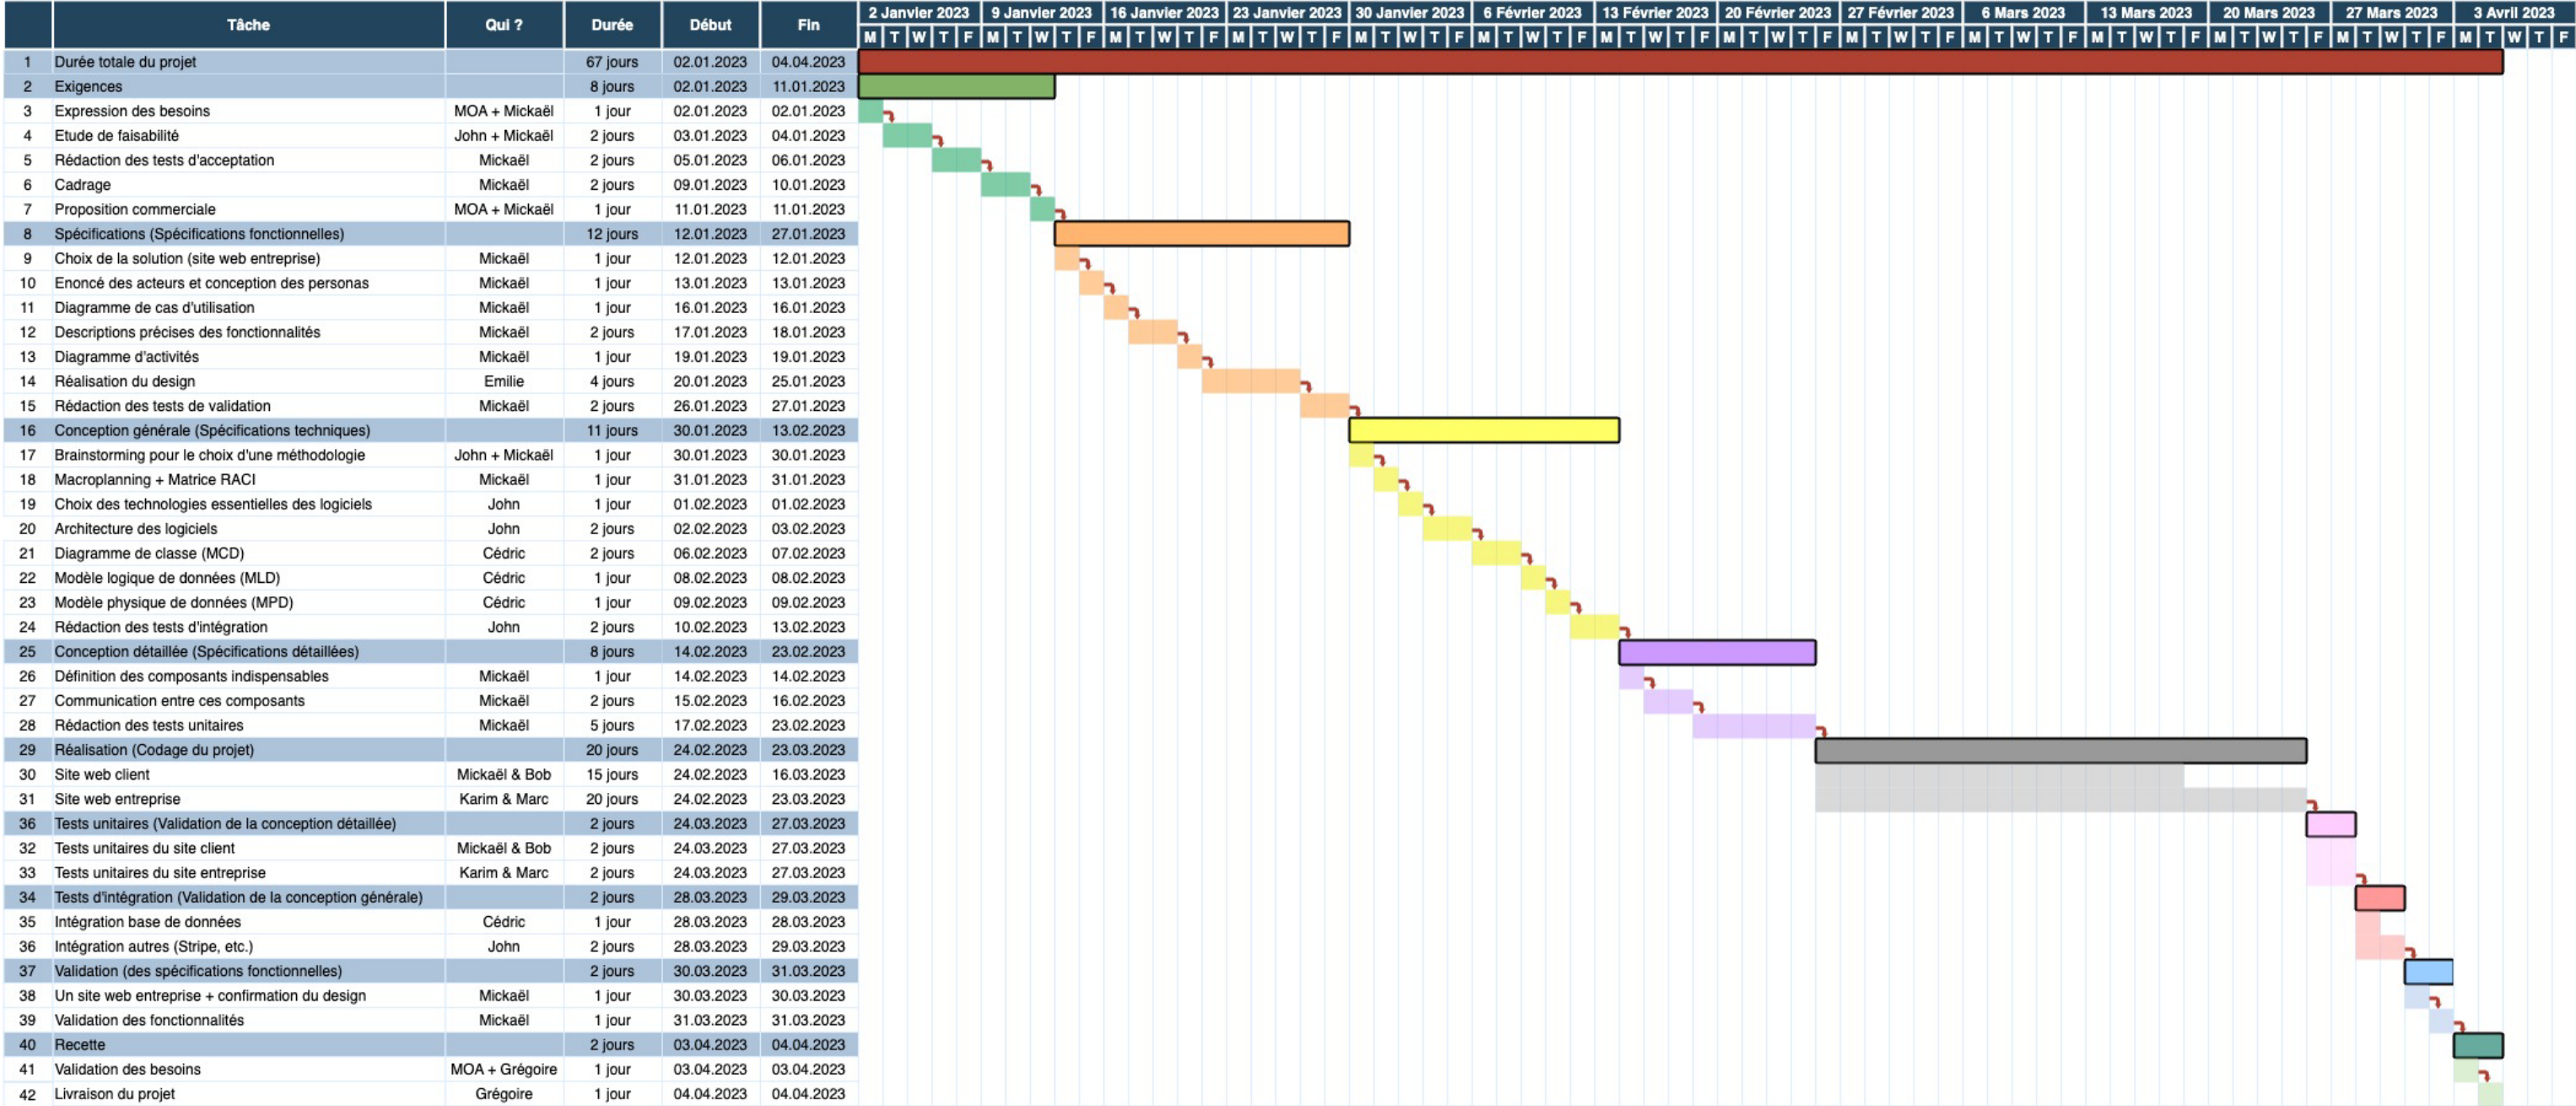 Tâche Qui ? Durée Début Fin 2 Janvier 2023 9 Janvier 2023 16 Janvier 2023 23 Janvier 2023 30 Janvier 2023 6 Février 2023 13 Février 2023 20 Février 2023 27 Février 2023 6 Mars 2023 13 Mars 2023 20 Mars 2023 27 Mars 2023 3 Avril 2023
M T W T F M T W T F M T W T F M T W T F M T W T F M T W T F M T W T F M T W T F M T W T F M T W T F M T W T F M T W T F M T W T F M T W T F
1 Durée totale du projet 67 jours 02.01.2023 04.04.2023
2 Exigences 8 jours 02.01.2023 11.01.2023
3 Expression des besoins MOA + Mickaël 1 jour 02.01.2023 02.01.2023
4 Etude de faisabilité John + Mickaël 2 jours 03.01.2023 04.01.2023
5 Rédaction des tests d'acceptation Mickaël 2 jours 05.01.2023 06.01.2023
6 Cadrage Mickaël 2 jours 09.01.2023 10.01.2023
7 Proposition commerciale MOA + Mickaël 1 jour 11.01.2023 11.01.2023
8 Spécifications (Spécifications fonctionnelles) 12 jours 12.01.2023 27.01.2023
9 Choix de la solution (site web entreprise) Mickaël 1 jour 12.01.2023 12.01.2023
10 Enoncé des acteurs et conception des personas Mickaël 1 jour 13.01.2023 13.01.2023
11 Diagramme de cas d'utilisation Mickaël 1 jour 16.01.2023 16.01.2023
12 Descriptions précises des fonctionnalités Mickaël 2 jours 17.01.2023 18.01.2023
13 Diagramme d'activités Mickaël 1 jour 19.01.2023 19.01.2023
14 Réalisation du design Emilie 4 jours 20.01.2023 25.01.2023
15 Rédaction des tests de validation Mickaël 2 jours 26.01.2023 27.01.2023
16 Conception générale (Spécifications techniques) 11 jours 30.01.2023 13.02.2023
17 Brainstorming pour le choix d'une méthodologie John + Mickaël 1 jour 30.01.2023 30.01.2023
18 Macroplanning + Matrice RACI Mickaël 1 jour 31.01.2023 31.01.2023
19 Choix des technologies essentielles des logiciels John 1 jour 01.02.2023 01.02.2023
20 Architecture des logiciels John 2 jours 02.02.2023 03.02.2023
21 Diagramme de classe (MCD) Cédric 2 jours 06.02.2023 07.02.2023
22 Modèle logique de données (MLD) Cédric 1 jour 08.02.2023 08.02.2023
23 Modèle physique de données (MPD) Cédric 1 jour 09.02.2023 09.02.2023
24 Rédaction des tests d'intégration John 2 jours 10.02.2023 13.02.2023
25 Conception détaillée (Spécifications détaillées) 8 jours 14.02.2023 23.02.2023
26 Définition des composants indispensables Mickaël 1 jour 14.02.2023 14.02.2023
27 Communication entre ces composants Mickaël 2 jours 15.02.2023 16.02.2023
28 Rédaction des tests unitaires Mickaël 5 jours 17.02.2023 23.02.2023
29 Réalisation (Codage du projet) 20 jours 24.02.2023 23.03.2023
30 Site web client Mickaël & Bob 15 jours 24.02.2023 16.03.2023
31 Site web entreprise Karim & Marc 20 jours 24.02.2023 23.03.2023
36 Tests unitaires (Validation de la conception détaillée) 2 jours 24.03.2023 27.03.2023
32 Tests unitaires du site client Mickaël & Bob 2 jours 24.03.2023 27.03.2023
33 Tests unitaires du site entreprise Karim & Marc 2 jours 24.03.2023 27.03.2023
34 Tests d'intégration (Validation de la conception générale) 2 jours 28.03.2023 29.03.2023
35 Intégration base de données Cédric 1 jour 28.03.2023 28.03.2023
36 Intégration autres (Stripe, etc.) John 2 jours 28.03.2023 29.03.2023
37 Validation (des spécifications fonctionnelles) 2 jours 30.03.2023 31.03.2023
38 Un site web entreprise + confirmation du design Mickaël 1 jour 30.03.2023 30.03.2023
39 Validation des fonctionnalités Mickaël 1 jour 31.03.2023 31.03.2023
40 Recette 2 jours 03.04.2023 04.04.2023
41 Validation des besoins MOA + Grégoire 1 jour 03.04.2023 03.04.2023
42 Livraison du projet Grégoire 1 jour 04.04.2023 04.04.2023